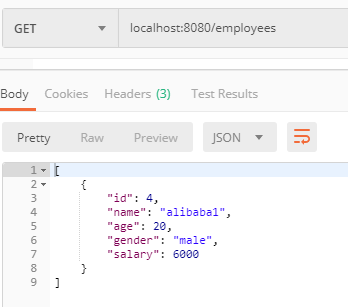 GET localhost:8080/employees
Body Cookies Headers (3) Test Results
Pretty Raw Preview JSON
1 [
2 {
3 "id": 4,
4 "name": "alibaba1",
5 "age": 20,
6 "gender": "male",
7 "salary": 6000
8 }
9 ]